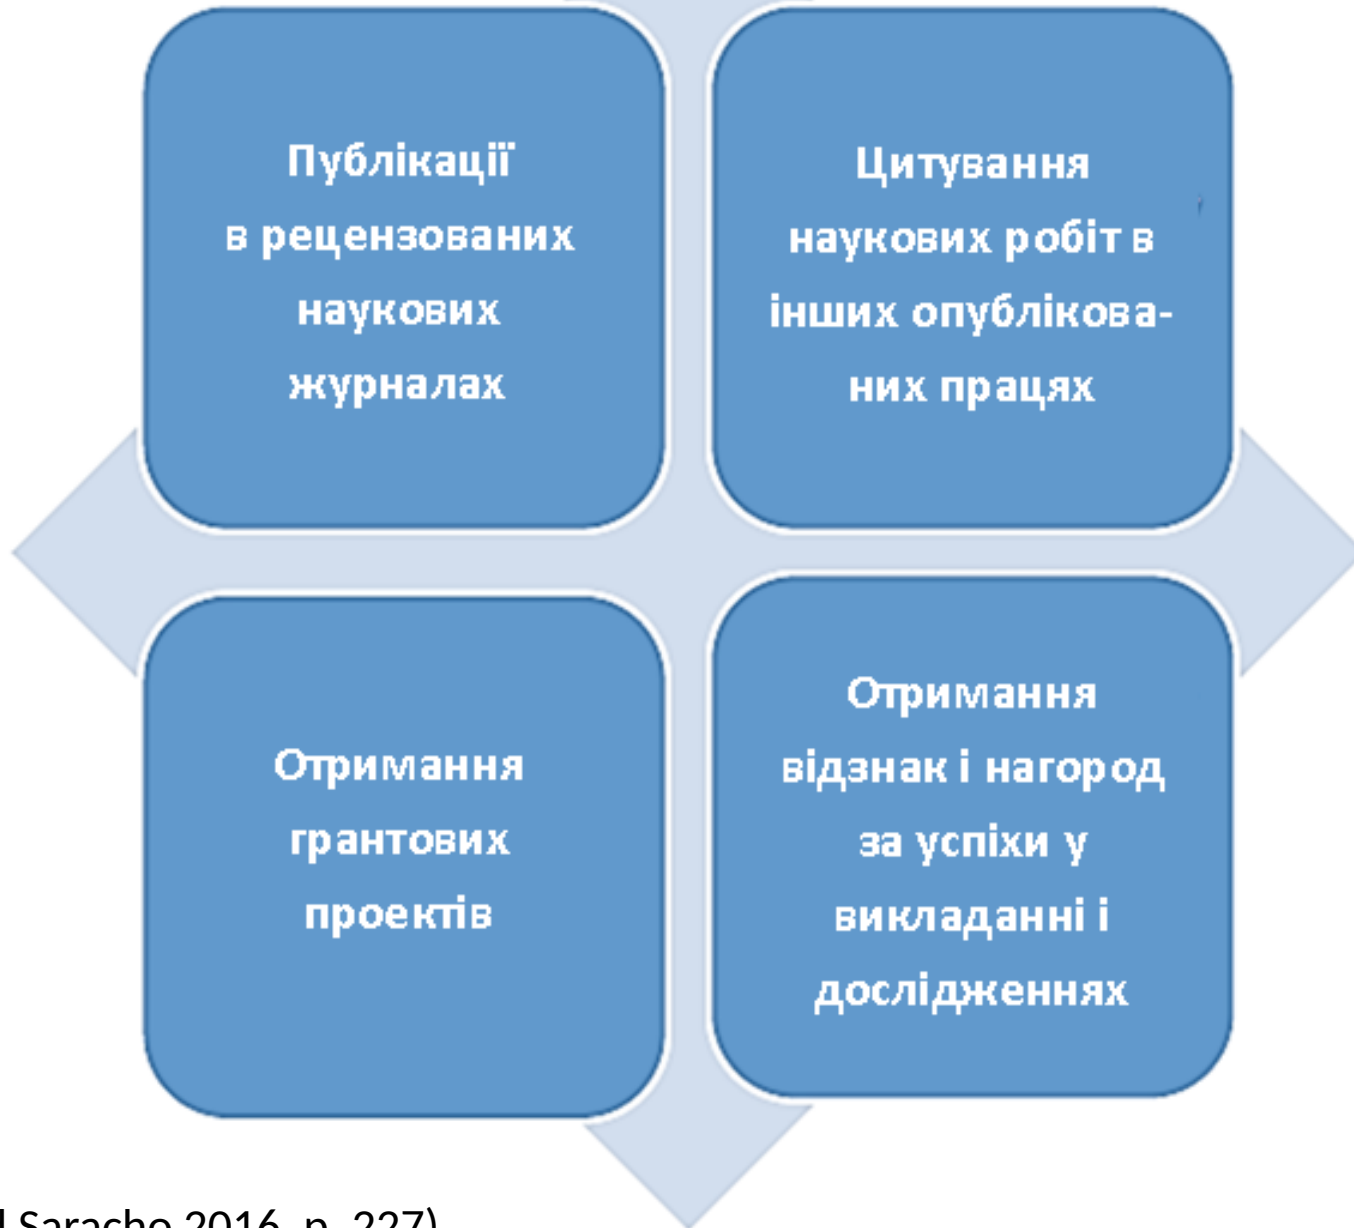 Публікації
в рецензованих
наукових
журналах
Цитування
наукових робіт в
інших опублікова-
них працях
Отримання
грантових
проектів
Отримання
відзнак і нагород
за успіхи у
викладанні і
дослідженнях
Saracho 2016, p. 227)